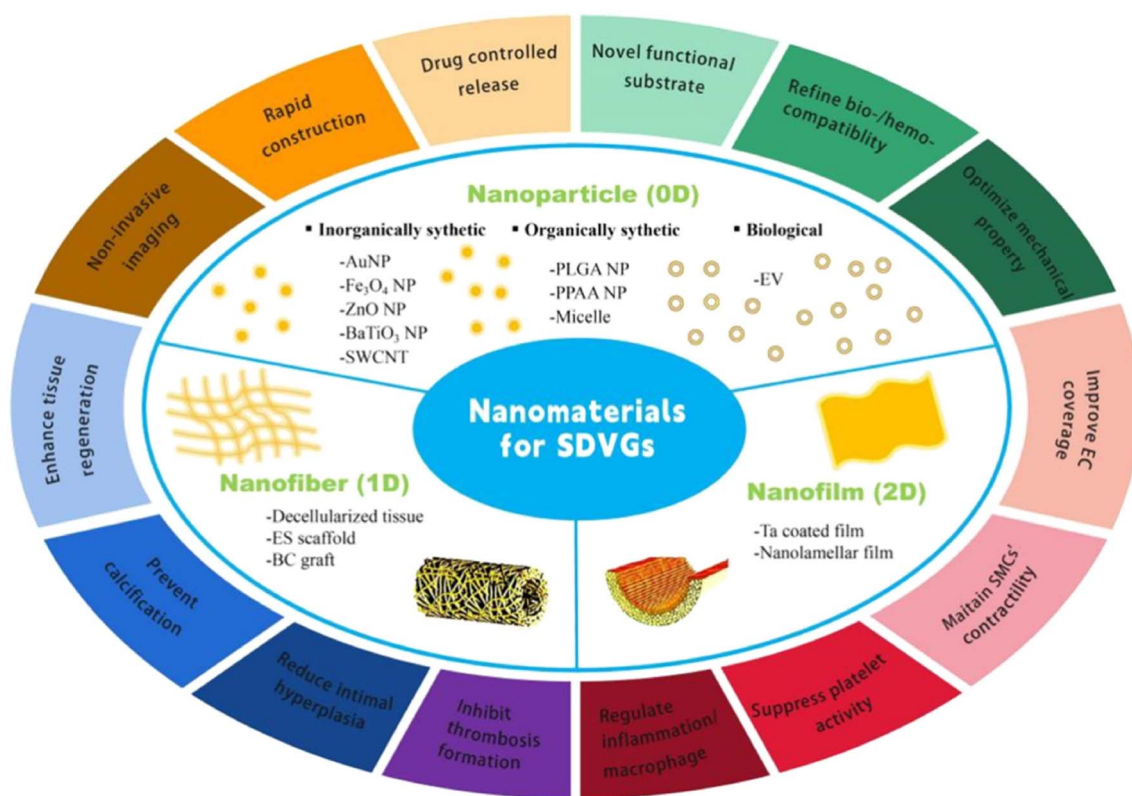 Drug controlled
release
Novel functional
substrate
Refine bio-/hemo-
compatiblity
Optimize mechanical
property
Improve EC
coverage
Maitain SMCs'
contractility
Suppress platelet
activity
Regulate
inflammation/
macrophage
Inhibit
thrombosis
formation
Reduce intimal
hyperplasia
Prevent
calcification
Enhance tissue
regeneration
Non-invasive
imaging
Rapid
construction
Nanoparticle (0D)
▪ Inorganically sythetic
-AuNP
-Fe₃O₄ NP
-ZnO NP
-BaTiO₃ NP
-SWCNT
▪ Organically sythetic
-PLGA NP
-PPAA NP
-Micelle
▪ Biological
-EV
Nanomaterials
for SDVGs
Nanofiber (1D)
-Decellularized tissue
-ES scaffold
-BC graft
Nanofilm (2D)
-Ta coated film
-Nanolamellar film